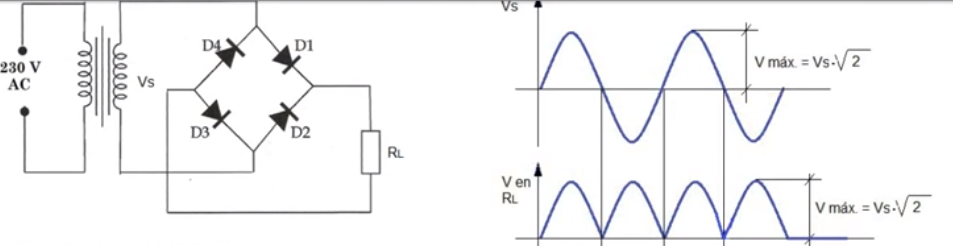 230 V
AC
Vs
D4
D1
D3
D2
RL
Vs
V máx. = Vs·√2
V en
RL
V máx. = Vs·√2